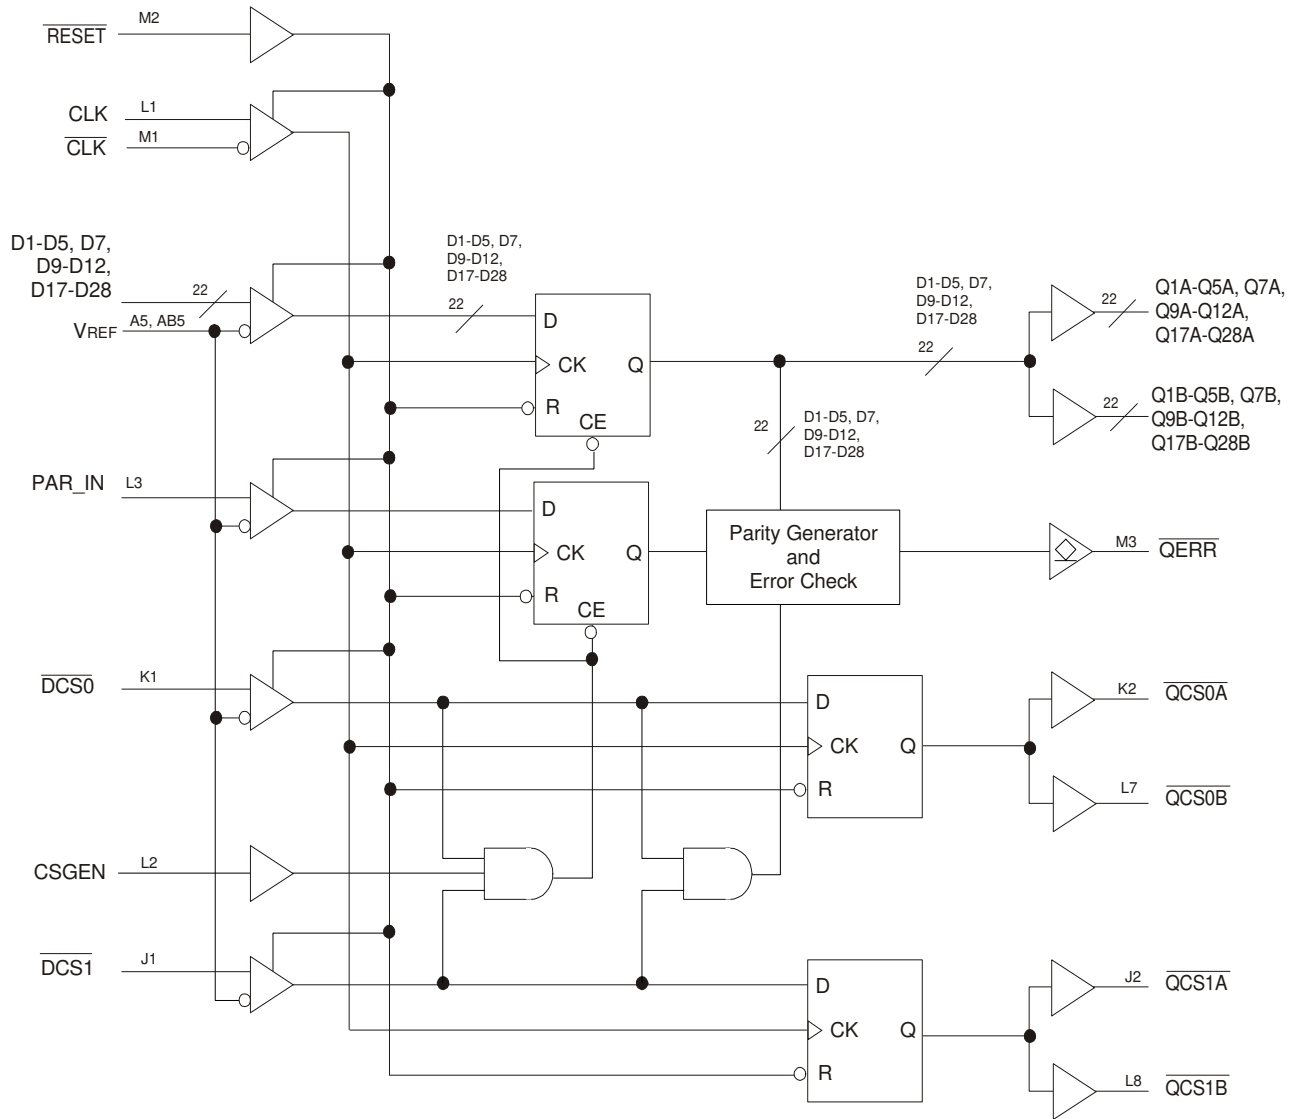 M2
RESET
L1
CLK
M1
CLK
D1-D5, D7,
D9-D12,
D17-D28
22
VREF
A5, AB5
D1-D5, D7,
D9-D12,
D17-D28
22
D
CK
Q
R
CE
D1-D5, D7,
D9-D12,
D17-D28
22
22
Q1A-Q5A, Q7A,
Q9A-Q12A,
Q17A-Q28A
22
Q1B-Q5B, Q7B,
Q9B-Q12B,
Q17B-Q28B
22
D1-D5, D7,
D9-D12,
D17-D28
PAR_IN
L3
D
CK
Q
R
CE
Parity Generator
and
Error Check
M3
QERR
DCS0
K1
D
CK
Q
R
K2
QCS0A
L7
QCS0B
CSGEN
L2
DCS1
J1
D
CK
Q
R
J2
QCS1A
L8
QCS1B